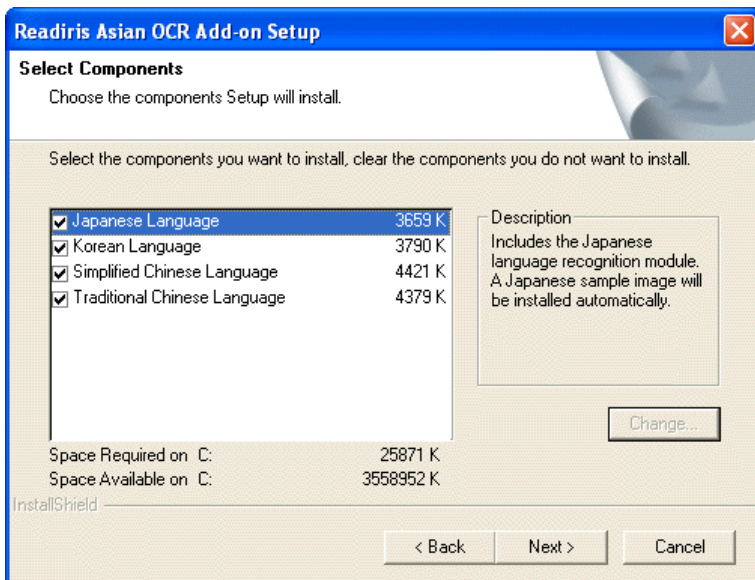 Readiris Asian OCR Add-on Setup
Select Components
Choose the components Setup will install.
Select the components you want to install, clear the components you do not want to install.
Japanese Language 3659 K
Korean Language 3790 K
Simplified Chinese Language 4421 K
Traditional Chinese Language 4379 K
Description
Includes the Japanese
language recognition module.
A Japanese sample image will
be installed automatically.
Change...
Space Required on C: 25871 K
Space Available on C: 3558952 K
InstallShield
< Back Next > Cancel